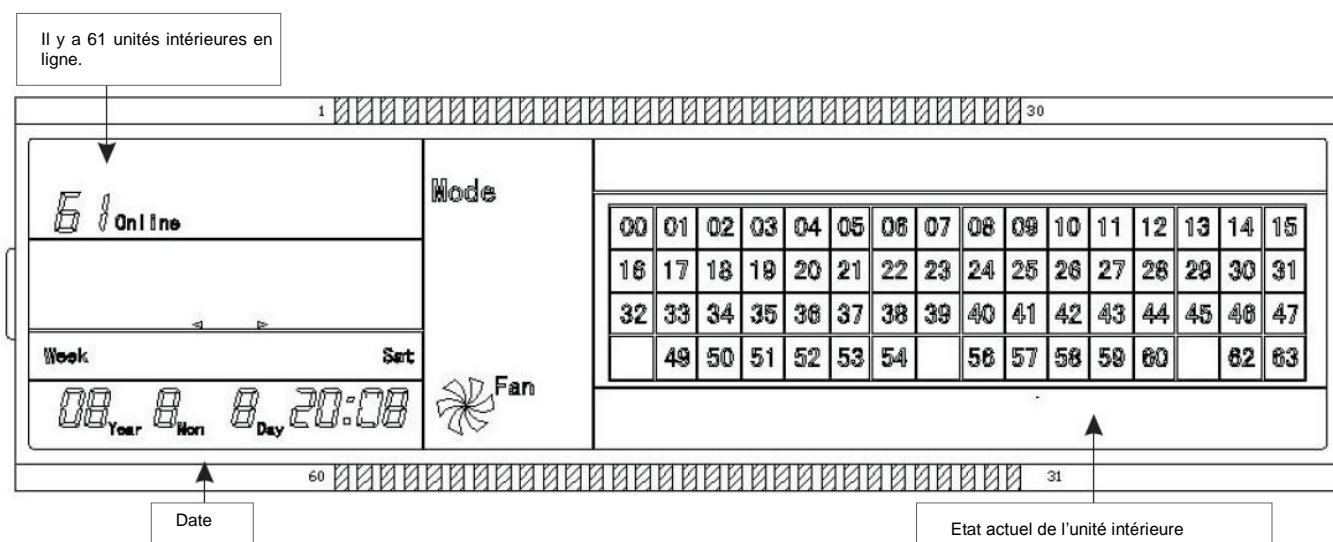 Il y a 61 unités intérieures en
ligne.
1 30
61 Online
Mode
00 01 02 03 04 05 06 07 08 09 10 11 12 13 14 15
16 17 18 19 20 21 22 23 24 25 26 27 28 29 30 31
32 33 34 35 36 37 38 39 40 41 42 43 44 45 46 47
49 50 51 52 53 54 56 57 58 59 60 62 63
Week Sat
08 Year 8 Mon 8 Day 20:08
Fan
60 31
Date
Etat actuel de l'unité intérieure